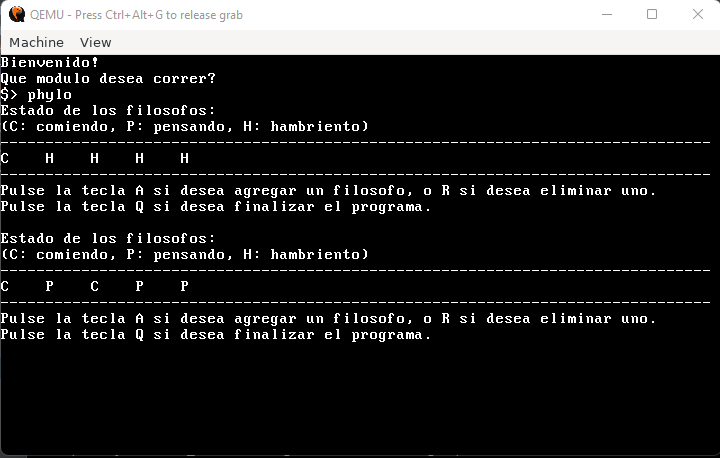 QEMU - Press Ctrl+Alt+G to release grab
Machine View
Bienvenido!
Que modulo desea correr?
$> phylo
Estado de los filosofos:
(C: comiendo, P: pensando, H: hambriento)
-------------------------------------------------------------------------------
C    H    H    H    H
-------------------------------------------------------------------------------
Pulse la tecla A si desea agregar un filosofo, o R si desea eliminar uno.
Pulse la tecla Q si desea finalizar el programa.
Estado de los filosofos:
(C: comiendo, P: pensando, H: hambriento)
-------------------------------------------------------------------------------
C    P    C    P    P
-------------------------------------------------------------------------------
Pulse la tecla A si desea agregar un filosofo, o R si desea eliminar uno.
Pulse la tecla Q si desea finalizar el programa.